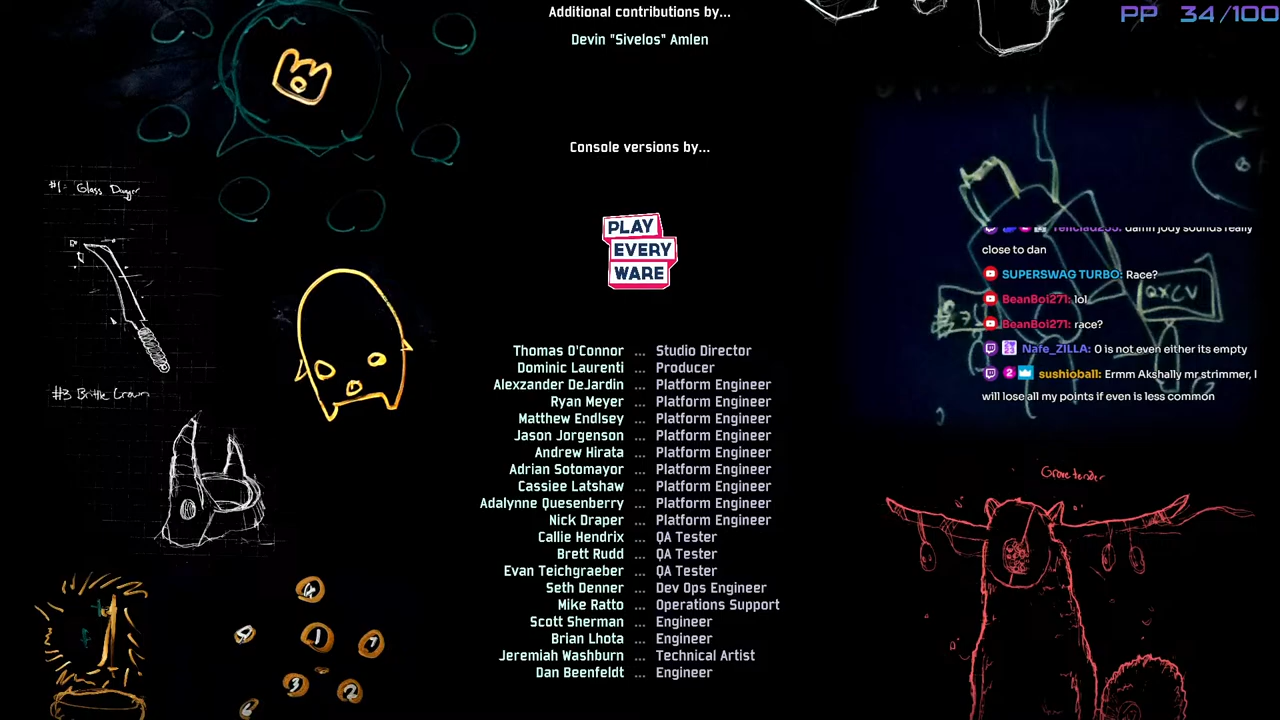 Additional contributions by...
PP 34/100
Devin "Sivelos" Amlen
Console versions by...
#1: Glass Dagger
PLAY
EVERY
WARE
damn jody sounds really
close to dan
SUPERSWAG TURBO: Race?
QXCV
BeanBoi271: lol
BeanBoi271: race?
Nafe_ZILLA: 0 is not even either its empty
sushioball: Ermm Akshally mr strimmer, I
will lose all my points if even is less common
#3 Brittle Crown
Thomas O'Connor ... Studio Director
Dominic Laurenti ... Producer
Alexzander DeJardin ... Platform Engineer
Ryan Meyer ... Platform Engineer
Matthew Endlsey ... Platform Engineer
Jason Jorgenson ... Platform Engineer
Andrew Hirata ... Platform Engineer
Adrian Sotomayor ... Platform Engineer
Cassiee Latshaw ... Platform Engineer
Adalynne Quesenberry ... Platform Engineer
Nick Draper ... Platform Engineer
Callie Hendrix ... QA Tester
Brett Rudd ... QA Tester
Evan Teichgraeber ... QA Tester
Seth Denner ... Dev Ops Engineer
Mike Ratto ... Operations Support
Scott Sherman ... Engineer
Brian Lhota ... Engineer
Jeremiah Washburn ... Technical Artist
Dan Beenfeldt ... Engineer
Grovetender
1
3
2